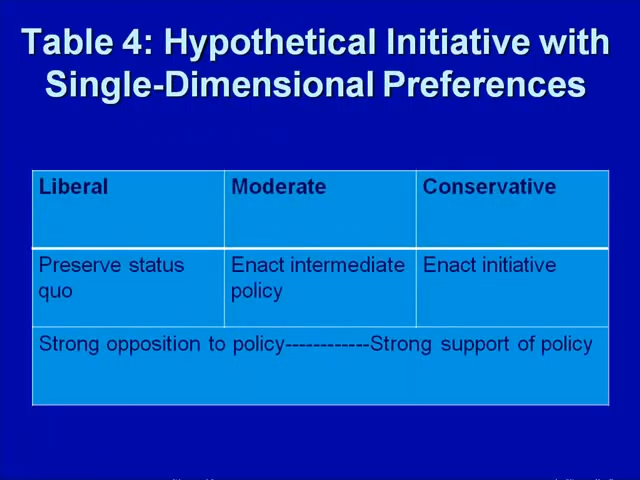 Table 4: Hypothetical Initiative with
Single-Dimensional Preferences
Liberal
Moderate
Conservative
Preserve status
quo
Enact intermediate
policy
Enact initiative
Strong opposition to policy------------Strong support of policy